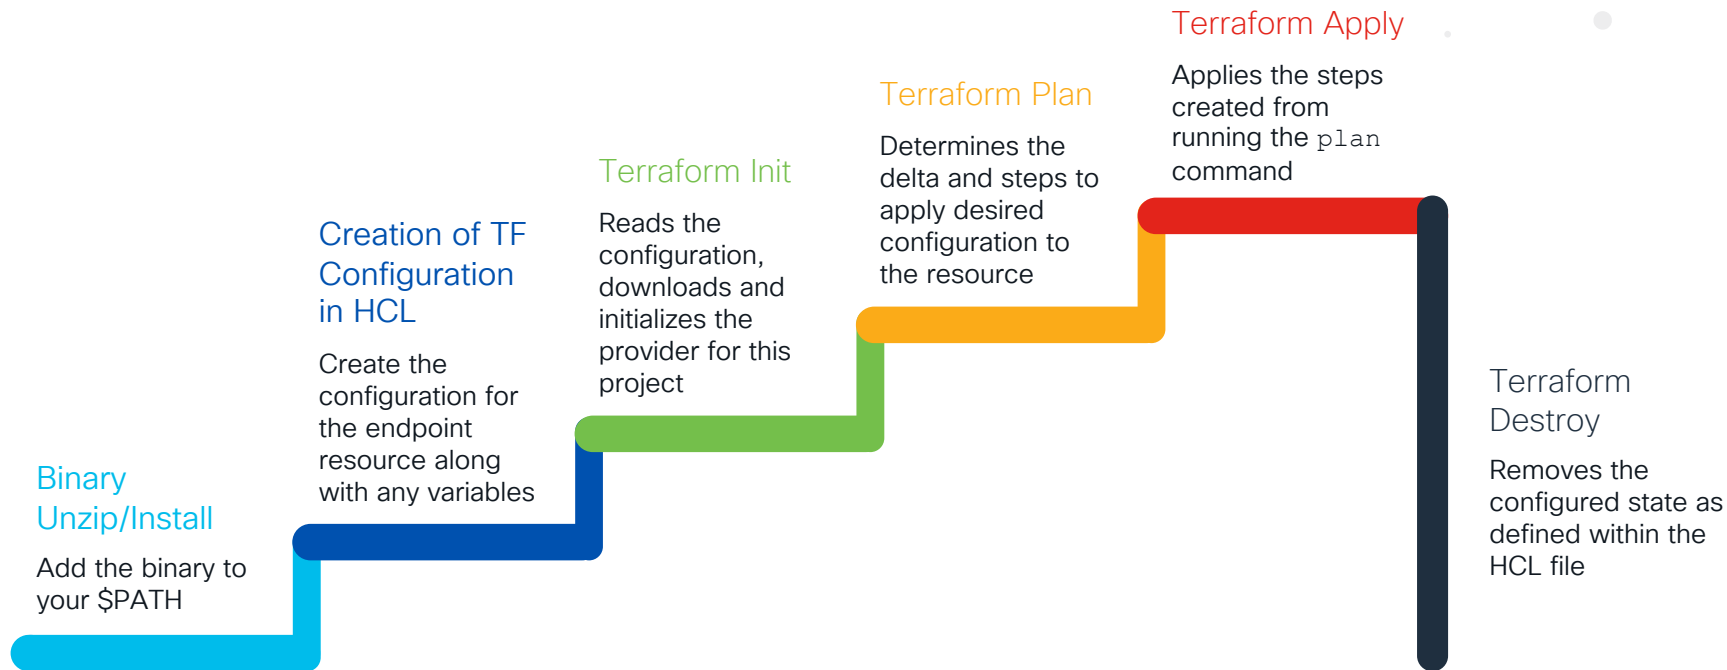 Binary
Unzip/Install
Add the binary to
your $PATH
Creation of TF
Configuration
in HCL
Create the
configuration for
the endpoint
resource along
with any variables
Terraform Init
Reads the
configuration,
downloads and
initializes the
provider for this
project
Terraform Plan
Determines the
delta and steps to
apply desired
configuration to
the resource
Terraform Apply
Applies the steps
created from
running the plan
command
Terraform
Destroy
Removes the
configured state as
defined within the
HCL file